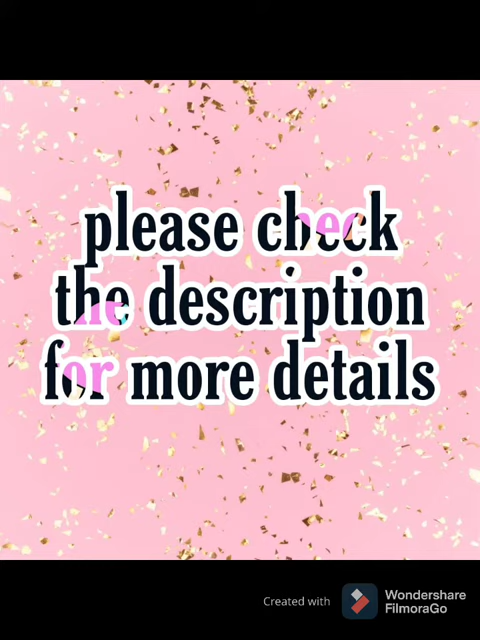 please check
the description
for more details
Created with
Wondershare
FilmoraGo